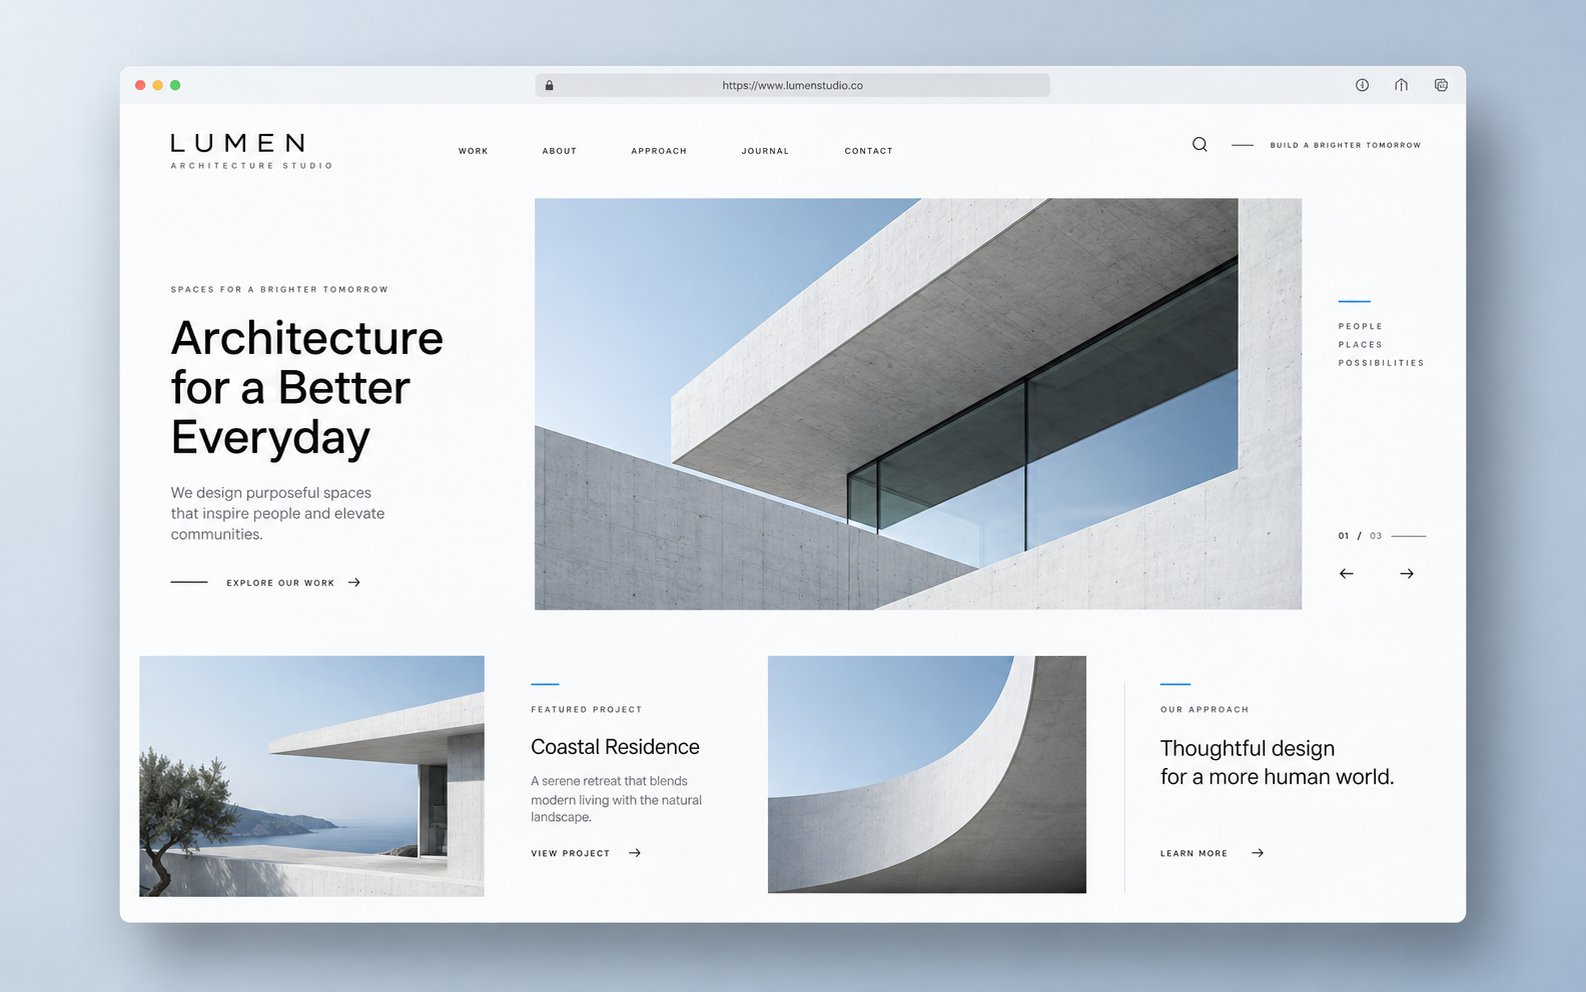 https://www.lumenstudio.co
LUMEN
ARCHITECTURE STUDIO
WORK
ABOUT
APPROACH
JOURNAL
CONTACT
BUILD A BRIGHTER TOMORROW
SPACES FOR A BRIGHTER TOMORROW
Architecture
for a Better
Everyday
We design purposeful spaces
that inspire people and elevate
communities.
EXPLORE OUR WORK
PEOPLE
PLACES
POSSIBILITIES
01 / 03
FEATURED PROJECT
Coastal Residence
A serene retreat that blends
modern living with the natural
landscape.
VIEW PROJECT
OUR APPROACH
Thoughtful design
for a more human world.
LEARN MORE